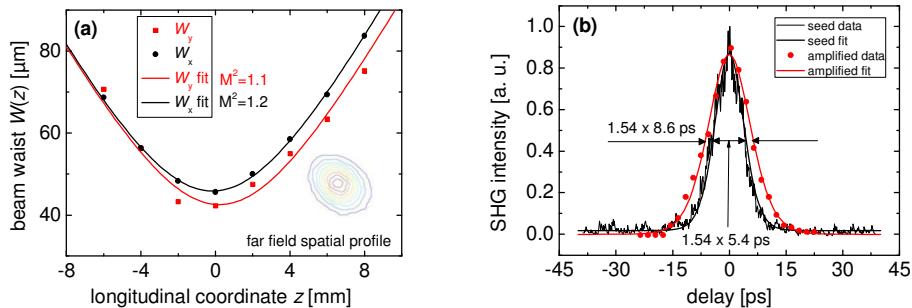 (a)
W_y
W_x
W_y fit M²=1.1
W_x fit M²=1.2
far field spatial profile
80
60
40
-8 -4 0 4 8
longitudinal coordinate z [mm]
beam waist W(z) [µm]
(b)
seed data
seed fit
amplified data
amplified fit
1.54 x 8.6 ps
1.54 x 5.4 ps
1.0
0.8
0.6
0.4
0.2
0.0
-45 -30 -15 0 15 30 45
delay [ps]
SHG intensity [a. u.]